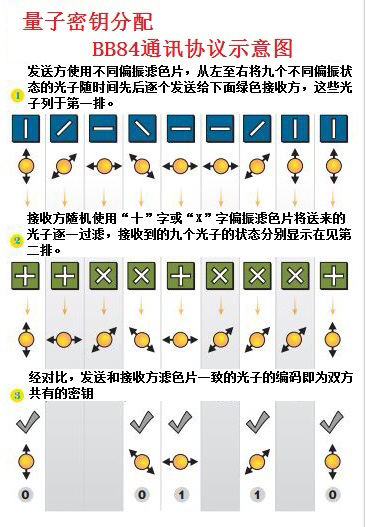 量子密钥分配
BB84通讯协议示意图
1 发送方使用不同偏振滤色片，从左至右将九个不同偏振状
态的光子随时间先后逐个发送给下面绿色接收方，这些光
子列于第一排。
2 接收方随机使用“十”字或“X”字偏振滤色片将送来的
光子逐一过滤，接收到的九个光子的状态分别显示在见第
二排。
3 经对比，发送和接收方滤色片一致的光子的编码即为双方
共有的密钥
0 0 1 1 0